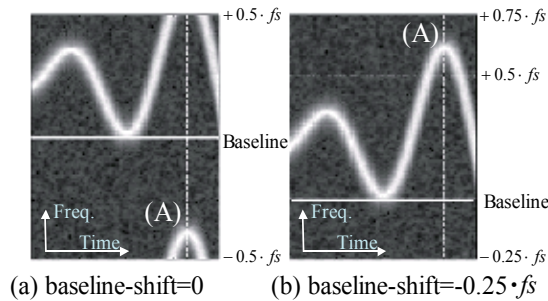 +0.5・fs
Baseline
(A)
Freq.
Time
-0.5・fs
(a) baseline-shift=0
+0.75・fs
(A)
+0.5・fs
Baseline
Freq.
Time
-0.25・fs
(b) baseline-shift=-0.25・fs